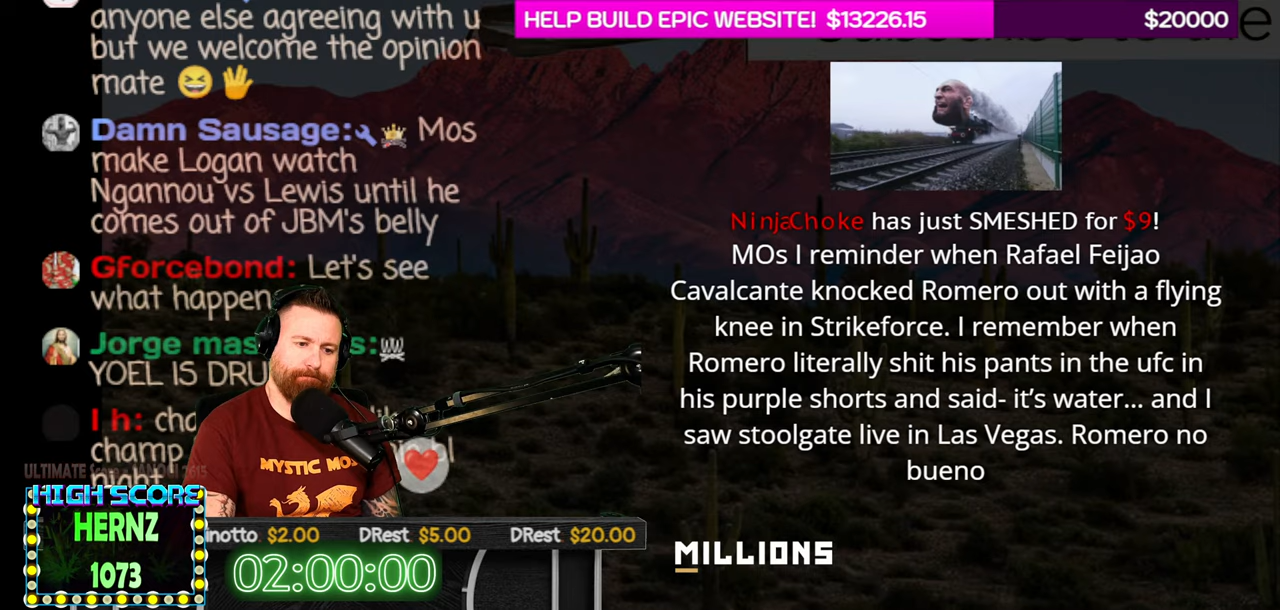 anyone else agreeing with u
but we welcome the opinion
mate 😆 🖖
Damn Sausage: Mos
make Logan watch
Ngannou vs Lewis until he
comes out of JBM's belly
Gforcebond: Let's see
what happen
Jorge mas s:
YOEL IS DRU
I h: cha
champ
night
ULTIMATE
HIGH SCORE
HERNZ
1073
MYSTIC MOS
inotto $2.00 DRest $5.00 DRest $20.00
02:00:00
HELP BUILD EPIC WEBSITE! $13226.15 $20000
NinjaChoke has just SMESHED for $9!
MOs I reminder when Rafael Feijao
Cavalcante knocked Romero out with a flying
knee in Strikeforce. I remember when
Romero literally shit his pants in the ufc in
his purple shorts and said- it’s water... and I
saw stoolgate live in Las Vegas. Romero no
bueno
MILLIONS